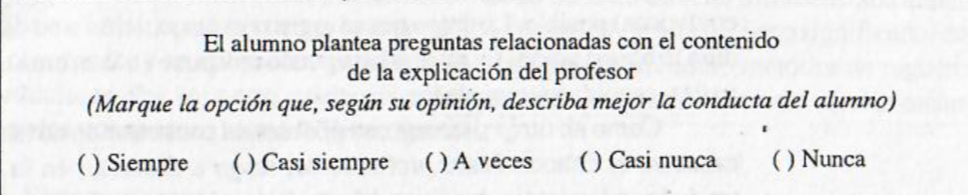 El alumno plantea preguntas relacionadas con el contenido
de la explicación del profesor
(Marque la opción que, según su opinión, describa mejor la conducta del alumno)
( ) Siempre ( ) Casi siempre ( ) A veces ( ) Casi nunca ( ) Nunca